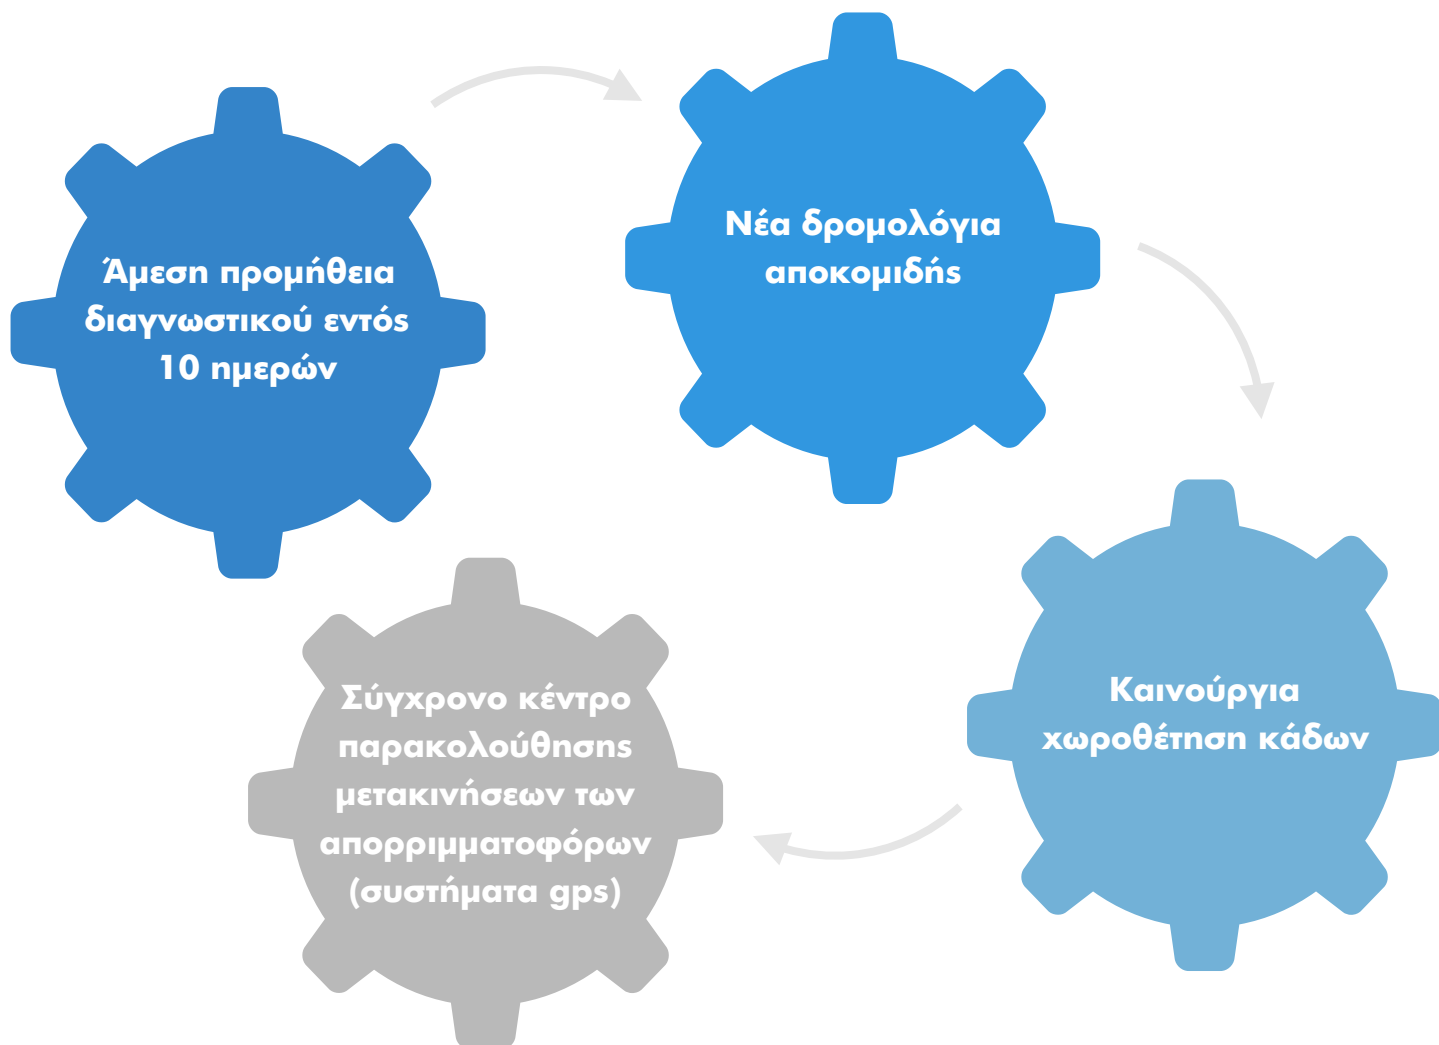 Άμεση προμήθεια
διαγνωστικού εντός
10 ημερών
Νέα δρομολόγια
αποκομιδής
Καινούργια
χωροθέτηση κάδων
Σύγχρονο κέντρο
παρακολούθησης
μετακινήσεων των
απορριμματοφόρων
(συστήματα gps)